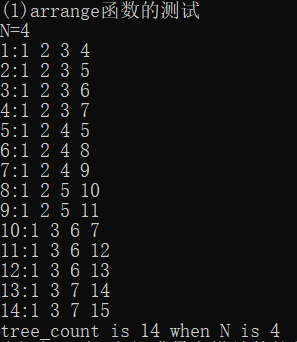 (1)arrange函数的测试
N=4
1:1 2 3 4
2:1 2 3 5
3:1 2 3 6
4:1 2 3 7
5:1 2 4 5
6:1 2 4 8
7:1 2 4 9
8:1 2 5 10
9:1 2 5 11
10:1 3 6 7
11:1 3 6 12
12:1 3 6 13
13:1 3 7 14
14:1 3 7 15
tree_count is 14 when N is 4